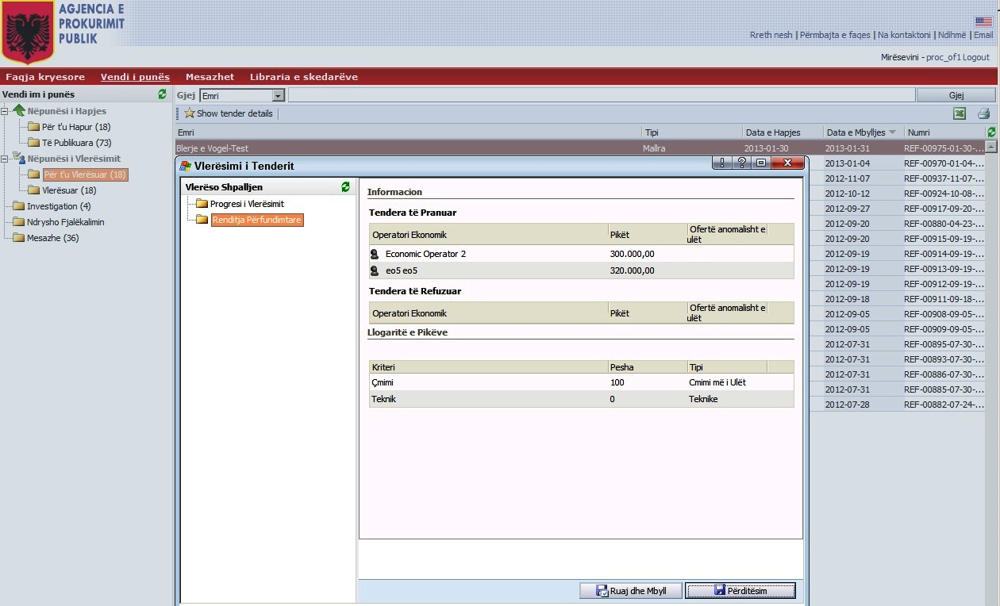 AGJENCIA E
PROKURIMIT
PUBLIK
Rreth nesh | Përmbajta e faqes | Na kontaktoni | Ndihmë | Email
Mirësevini - proc_of1 Logout
Faqja kryesore Vendi i punës Mesazhet Libraria e skedarëve
Vendi im i punës
Nëpunësi i Hapjes
Për t'u Hapur (18)
Të Publikuara (73)
Nëpunësi i Vlerësimit
Për t'u Vlerësuar (18)
Vlerësuar (18)
Investigation (4)
Ndrysho Fjalëkalimin
Mesazhe (36)
Gjej Emri Gjej
Show tender details
Emri Tipi Data e Hapjes Data e Mbylljes Numri
Blerje e Vogel-Test Mallra 2013-01-30 2013-01-31 REF-00975-01-30-...
2013-01-04 REF-00970-01-04-...
2012-11-07 REF-00937-11-07-...
2012-10-12 REF-00924-10-08-...
2012-09-27 REF-00917-09-20-...
2012-09-20 REF-00880-04-23-...
2012-09-20 REF-00915-09-19-...
2012-09-19 REF-00914-09-19-...
2012-09-19 REF-00913-09-19-...
2012-09-19 REF-00912-09-19-...
2012-09-18 REF-00911-09-18-...
2012-09-05 REF-00908-09-05-...
2012-09-05 REF-00909-09-05-...
2012-07-31 REF-00895-07-30-...
2012-07-31 REF-00893-07-30-...
2012-07-31 REF-00886-07-30-...
2012-07-31 REF-00885-07-30-...
2012-07-28 REF-00882-07-24-...
Vlerësimi i Tenderit
Vlerëso Shpalljen
Progresi i Vlerësimit
Renditja Përfundimtare
Informacion
Tendera të Pranuar
Operatori Ekonomik Pikët Ofertë anomalisht e
ulët
Economic Operator 2 300.000,00
eo5 eo5 320.000,00
Tendera të Refuzuar
Operatori Ekonomik Pikët Ofertë anomalisht e
ulët
Llogaritë e Pikëve
Kriteri Pesha Tipi
Çmimi 100 Cmimi më i Ulët
Teknik 0 Teknike
Ruaj dhe Mbyll Përditësim